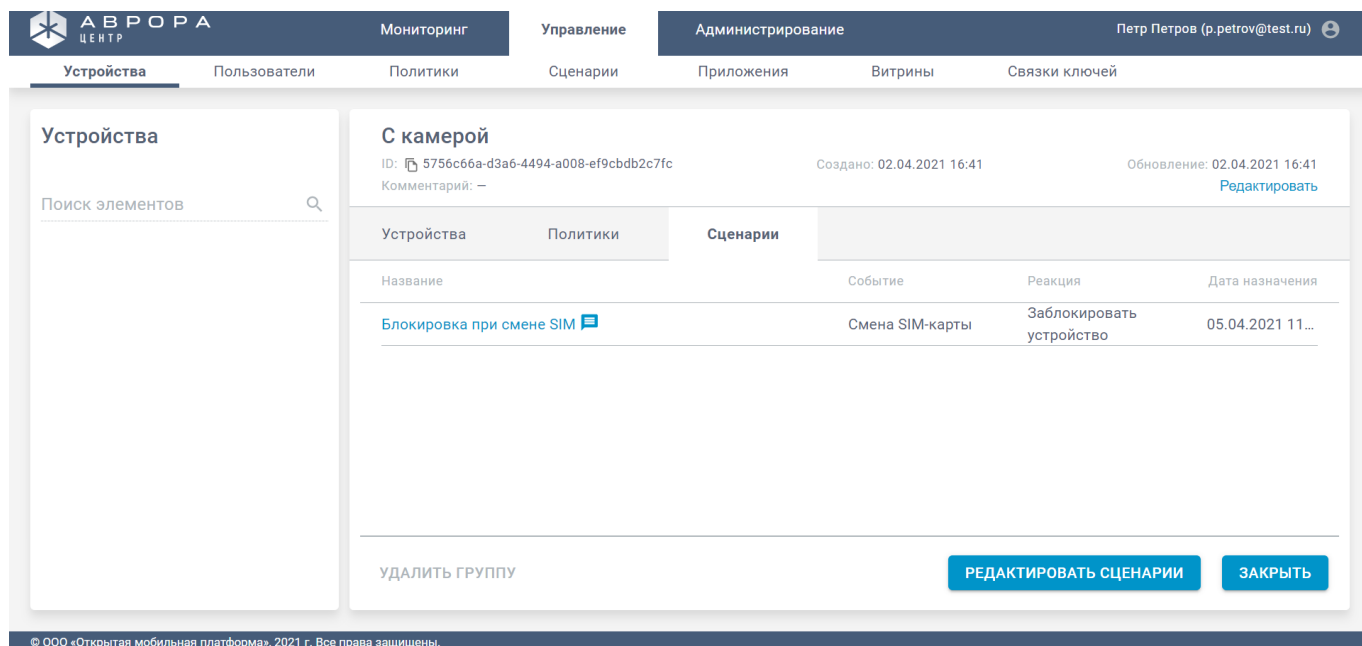 АВРОРА
ЦЕНТР
Мониторинг Управление Администрирование Петр Петров (p.petrov@test.ru)
Устройства Пользователи Политики Сценарии Приложения Витрины Связки ключей
Устройства
Поиск элементов
С камерой
ID: 5756c66a-d3a6-4494-a008-ef9cbdb2c7fc Создано: 02.04.2021 16:41 Обновление: 02.04.2021 16:41
Комментарий: — Редактировать
Устройства Политики Сценарии
Название Событие Реакция Дата назначения
Блокировка при смене SIM Смена SIM-карты Заблокировать устройство 05.04.2021 11...
УДАЛИТЬ ГРУППУ РЕДАКТИРОВАТЬ СЦЕНАРИИ ЗАКРЫТЬ
© ООО «Открытая мобильная платформа», 2021 г. Все права защищены.